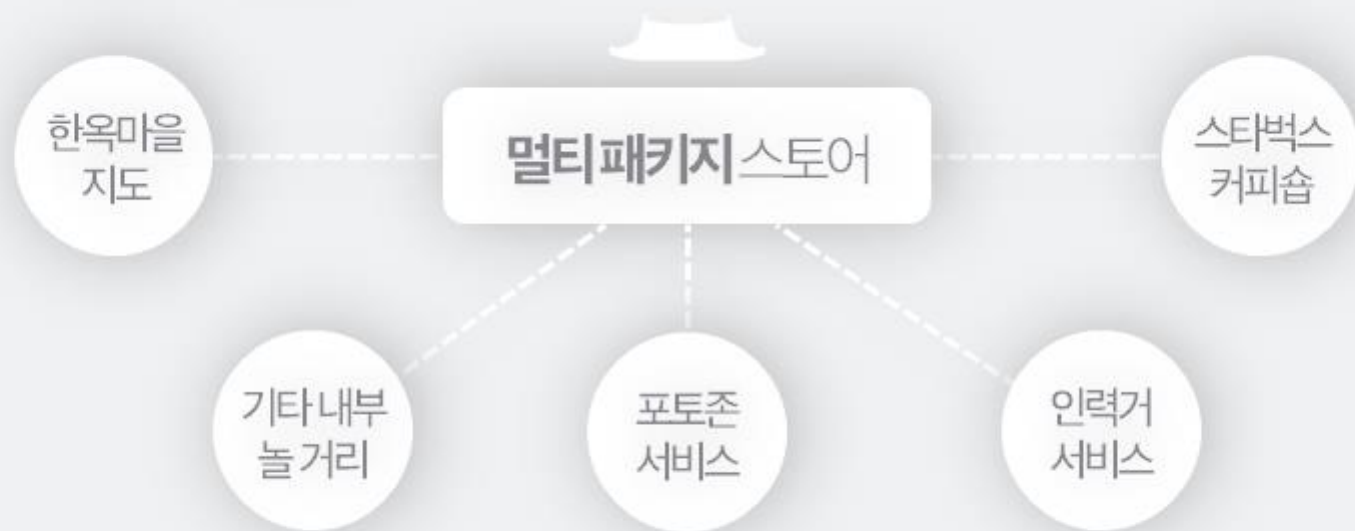 멀티패키지스토어
한옥마을
지도
스타벅스
커피숍
기타 내부
놀 거리
포토존
서비스
인력거
서비스